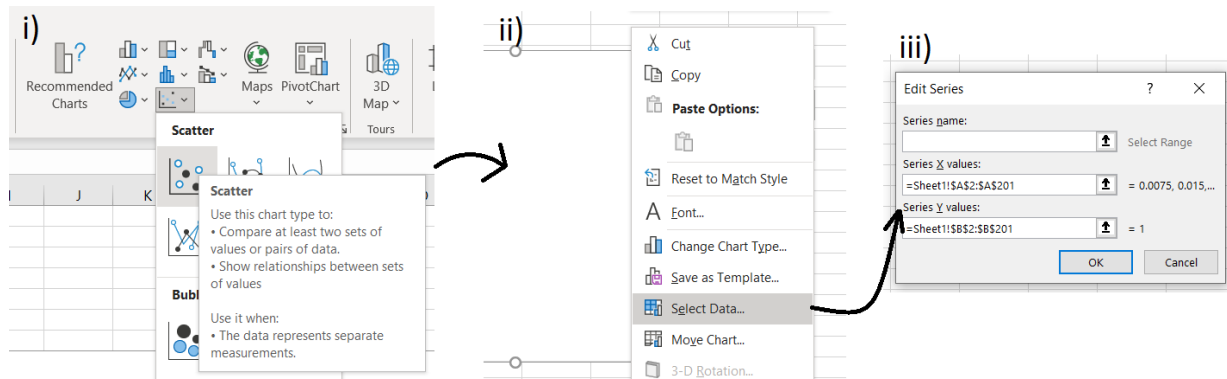 i)
Recommended
Charts
Maps
PivotChart
3D
Map
Tours
Scatter
J
K
Scatter
Use this chart type to:
• Compare at least two sets of
values or pairs of data.
• Show relationships between sets
of values
Use it when:
• The data represents separate
measurements.
ii)
Cut
Copy
Paste Options:
Reset to Match Style
Font...
Change Chart Type...
Save as Template...
Select Data...
Move Chart...
3-D Rotation...
iii)
Edit Series
?
Series name:
Select Range
Series X values:
=Sheet1!$A$2:$A$201
= 0.0075, 0.015,...
Series Y values:
=Sheet1!$B$2:$B$201
= 1
OK
Cancel